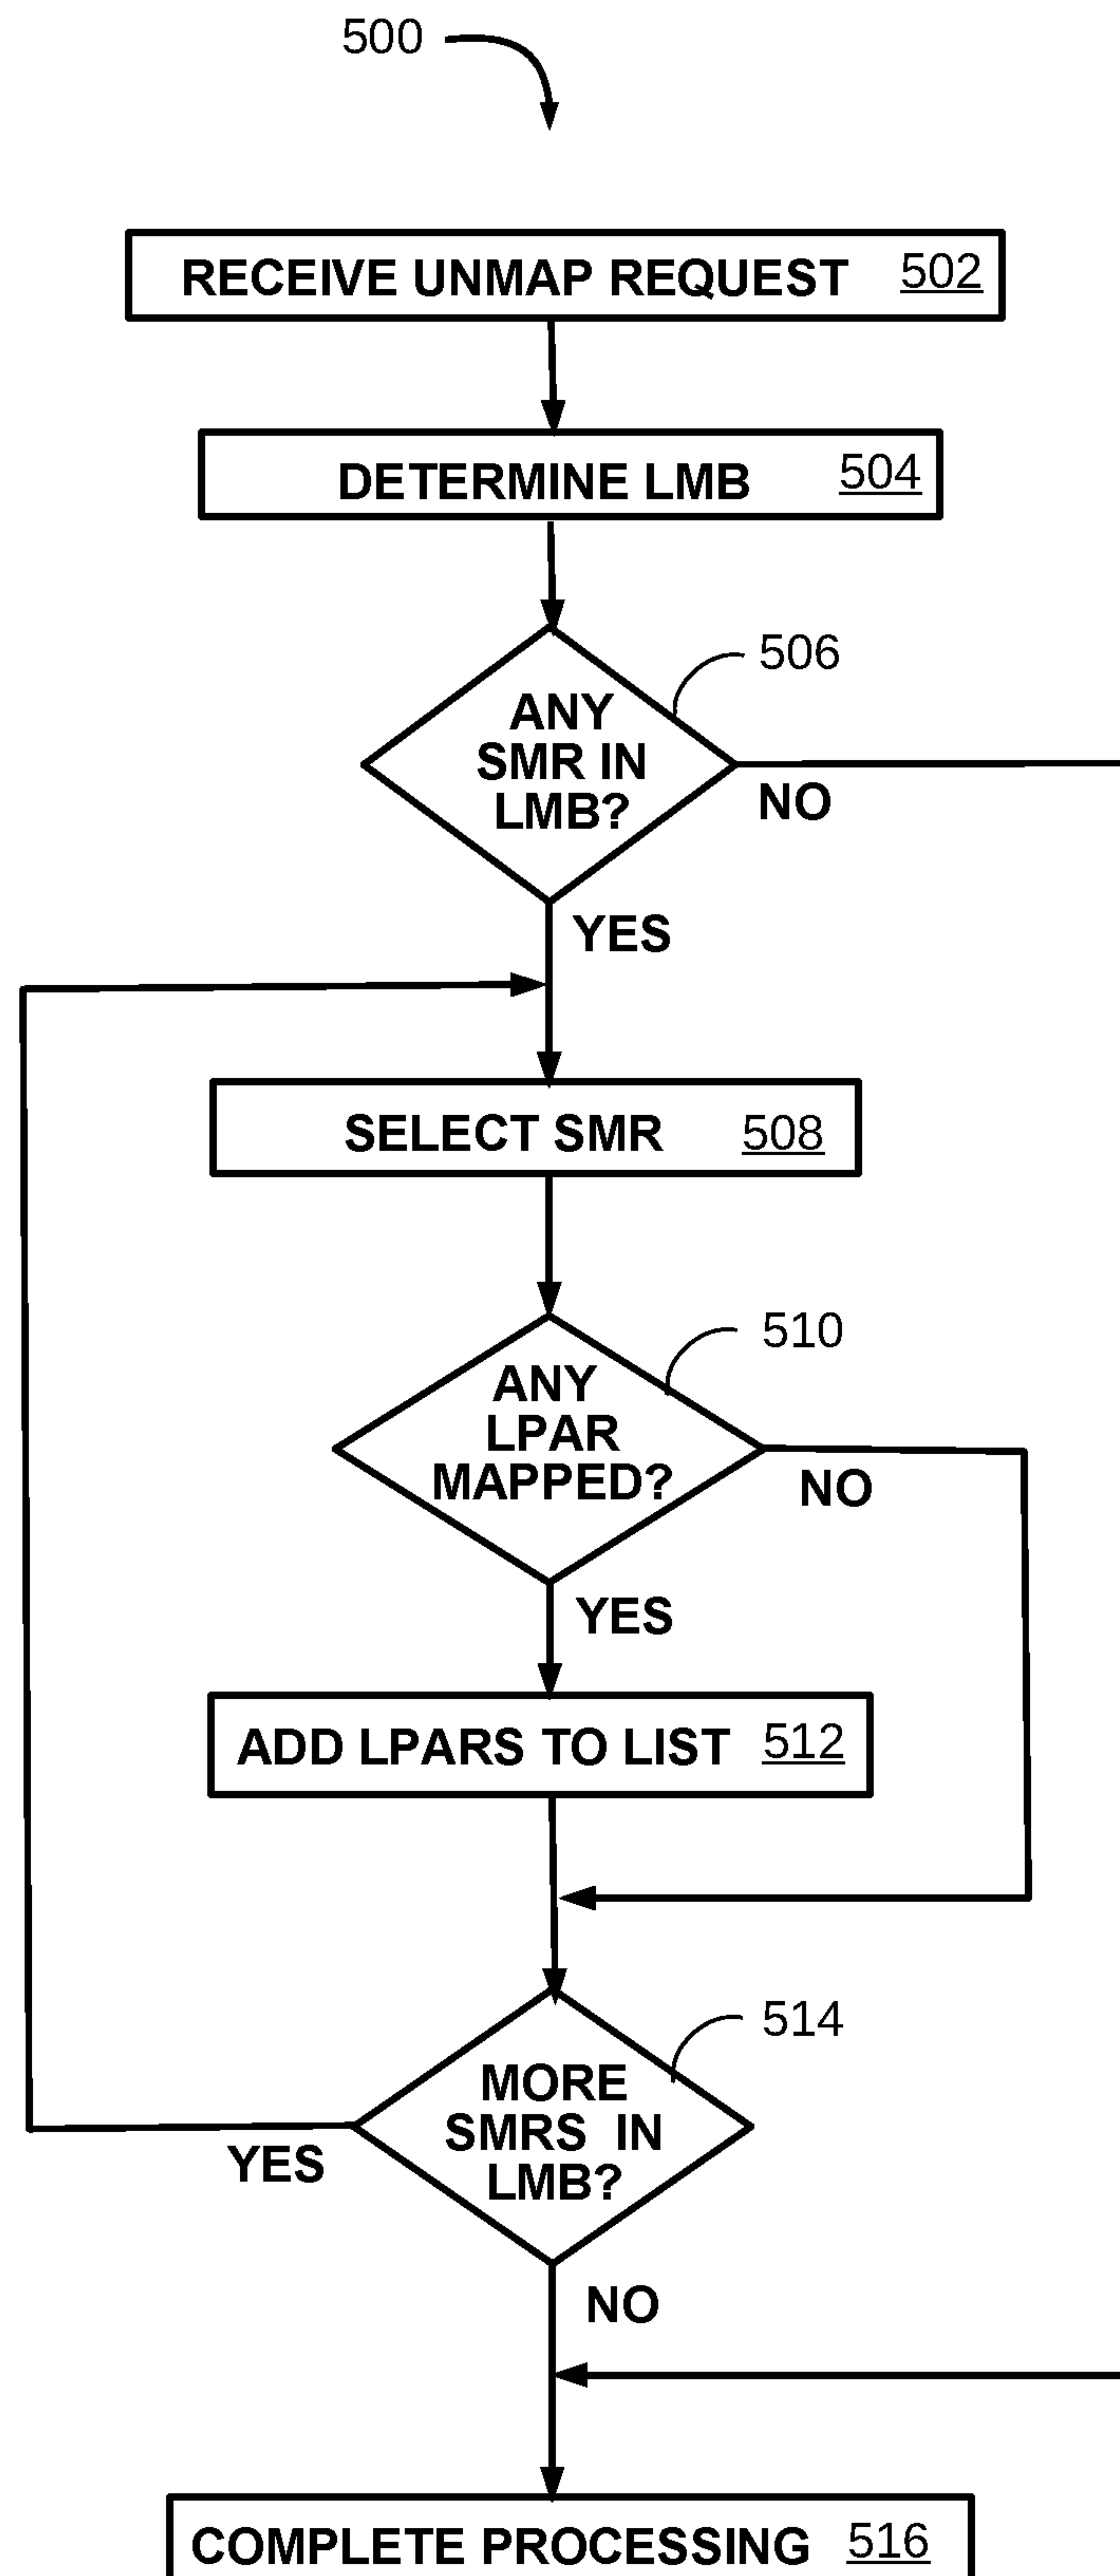 500
RECEIVE UNMAP REQUEST 502
DETERMINE LMB 504
506
ANY
SMR IN
LMB?
NO
YES
SELECT SMR 508
510
ANY
LPAR
MAPPED?
NO
YES
ADD LPARS TO LIST 512
514
MORE
SMRS IN
LMB?
YES
NO
COMPLETE PROCESSING 516